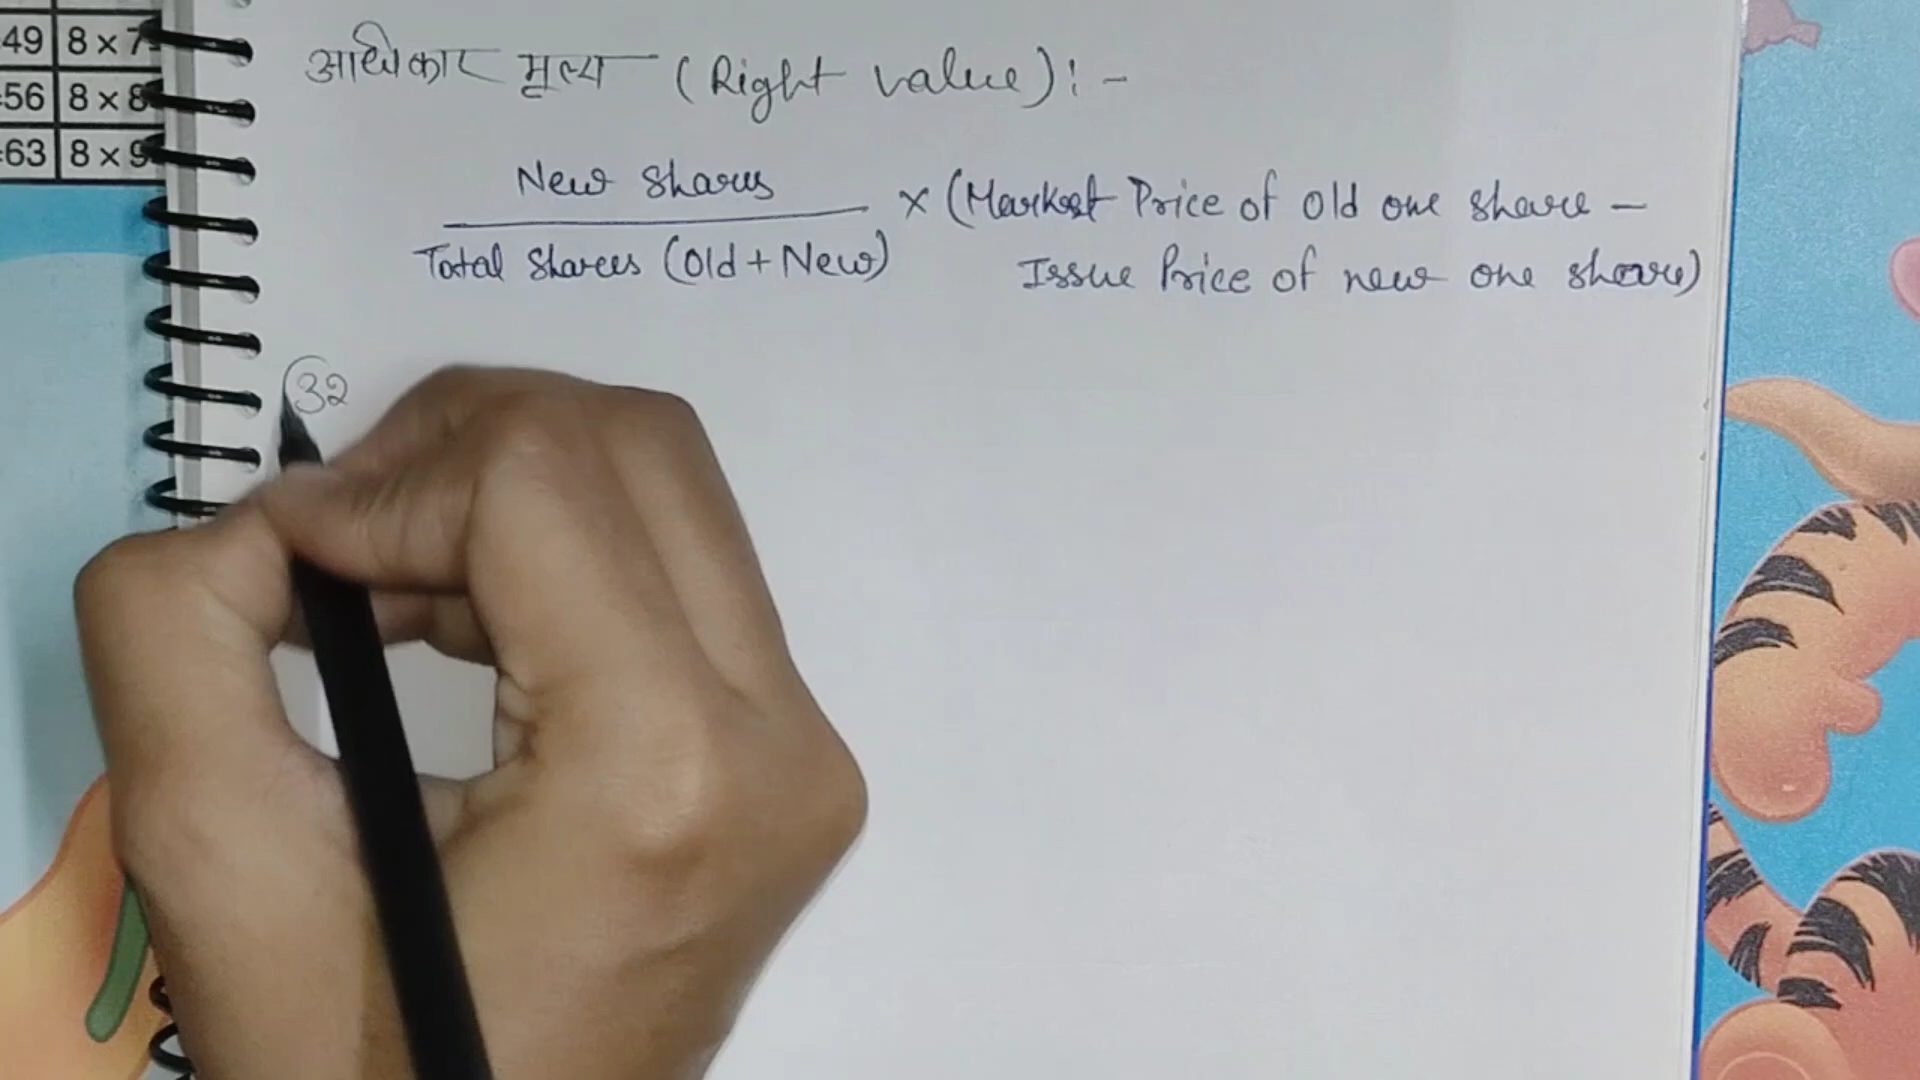 49 8 × 7
56 8 × 8
63 8 × 9
अधिकार मूल्य (Right value) : -
New Shares × (Market Price of Old one share -
Total Shares (Old + New) Issue Price of new one share)
32